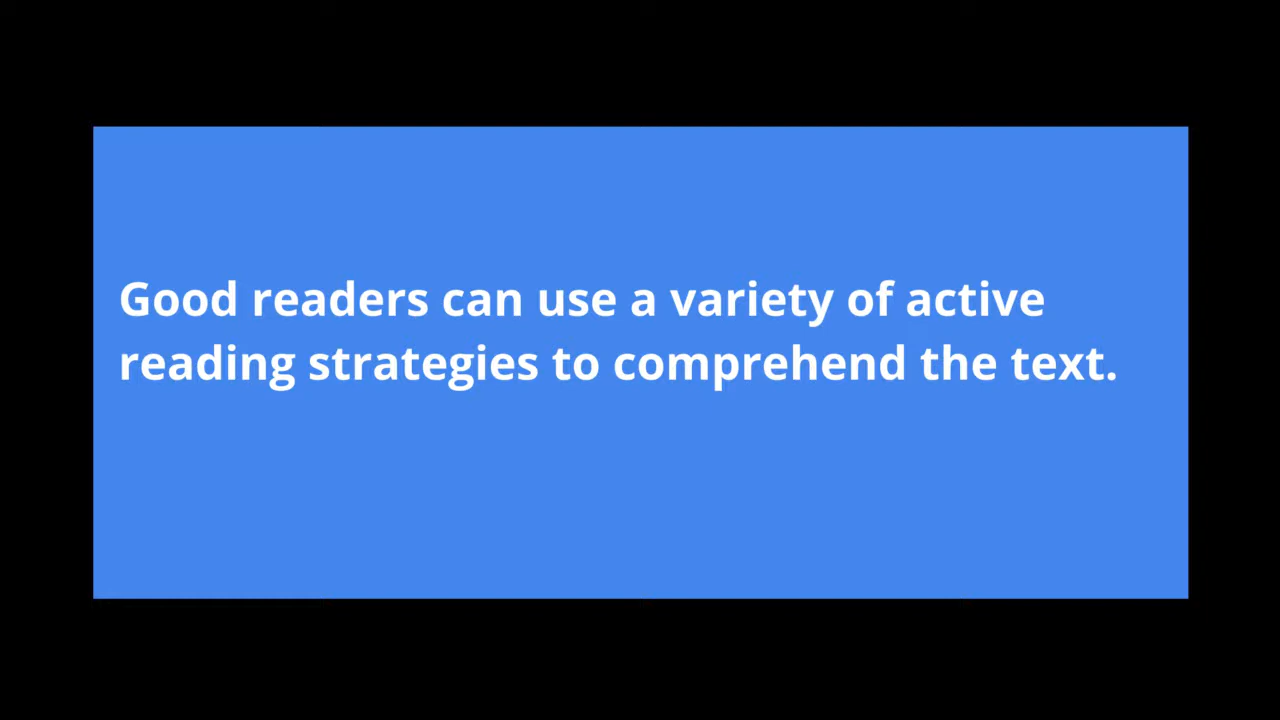 Good readers can use a variety of active
reading strategies to comprehend the text.